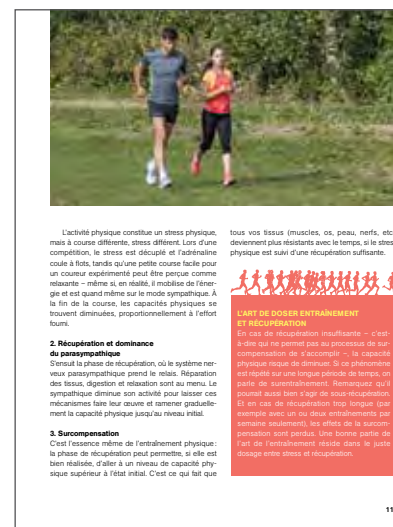 L'activité physique constitue un stress physique,
mais à course différente, stress différent. Lors d'une
compétition, le stress est décuplé et l'adrénaline
coule à flots, tandis qu'une petite course facile pour
un coureur expérimenté peut être perçue comme
relaxante – même si, en réalité, il mobilise de l'éner-
gie et est quand même sur le mode sympathique. À
la fin de la course, les capacités physiques se
trouvent diminuées, proportionnellement à l'effort
fourni.
2. Récupération et dominance
du parasympathique
S'ensuit la phase de récupération, où le système ner-
veux parasympathique prend le relais. Réparation
des tissus, digestion et relaxation sont au menu. Le
sympathique diminue son activité pour laisser ces
mécanismes faire leur œuvre et ramener graduelle-
ment la capacité physique jusqu'au niveau initial.
3. Surcompensation
C'est l'essence même de l'entraînement physique :
la phase de récupération peut permettre, si elle est
bien réalisée, d'aller à un niveau de capacité phy-
sique supérieur à l'état initial. C'est ce qui fait que
tous vos tissus (muscles, os, peau, nerfs, etc
deviennent plus résistants avec le temps, si le stres
physique est suivi d'une récupération suffisante.
L'ART DE DOSER ENTRAÎNEMENT
ET RÉCUPÉRATION
En cas de récupération insuffisante – c'est-
à-dire qui ne permet pas au processus de sur-
compensation de s'accomplir –, la capacité
physique risque de diminuer. Si ce phénomène
est répété sur une longue période de temps, on
parle de surentraînement. Remarquez qu'il
pourrait aussi bien s'agir de sous-récupération.
Et en cas de récupération trop longue (par
exemple avec un ou deux entraînements par
semaine seulement), les effets de la surcom-
pensation sont perdus. Une bonne partie de
l'art de l'entraînement réside dans le juste
dosage entre stress et récupération.
11